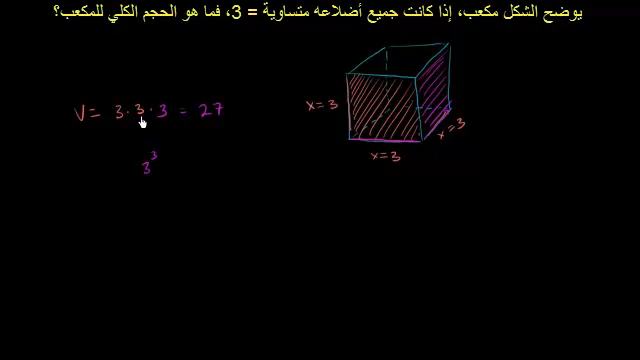 يوضح الشكل مكعب، إذا كانت جميع أضلاعه متساوية = 3، فما هو الحجم الكلي للمكعب؟
V = 3 · 3 · 3 = 27
3³
x = 3
x = 3
x = 3